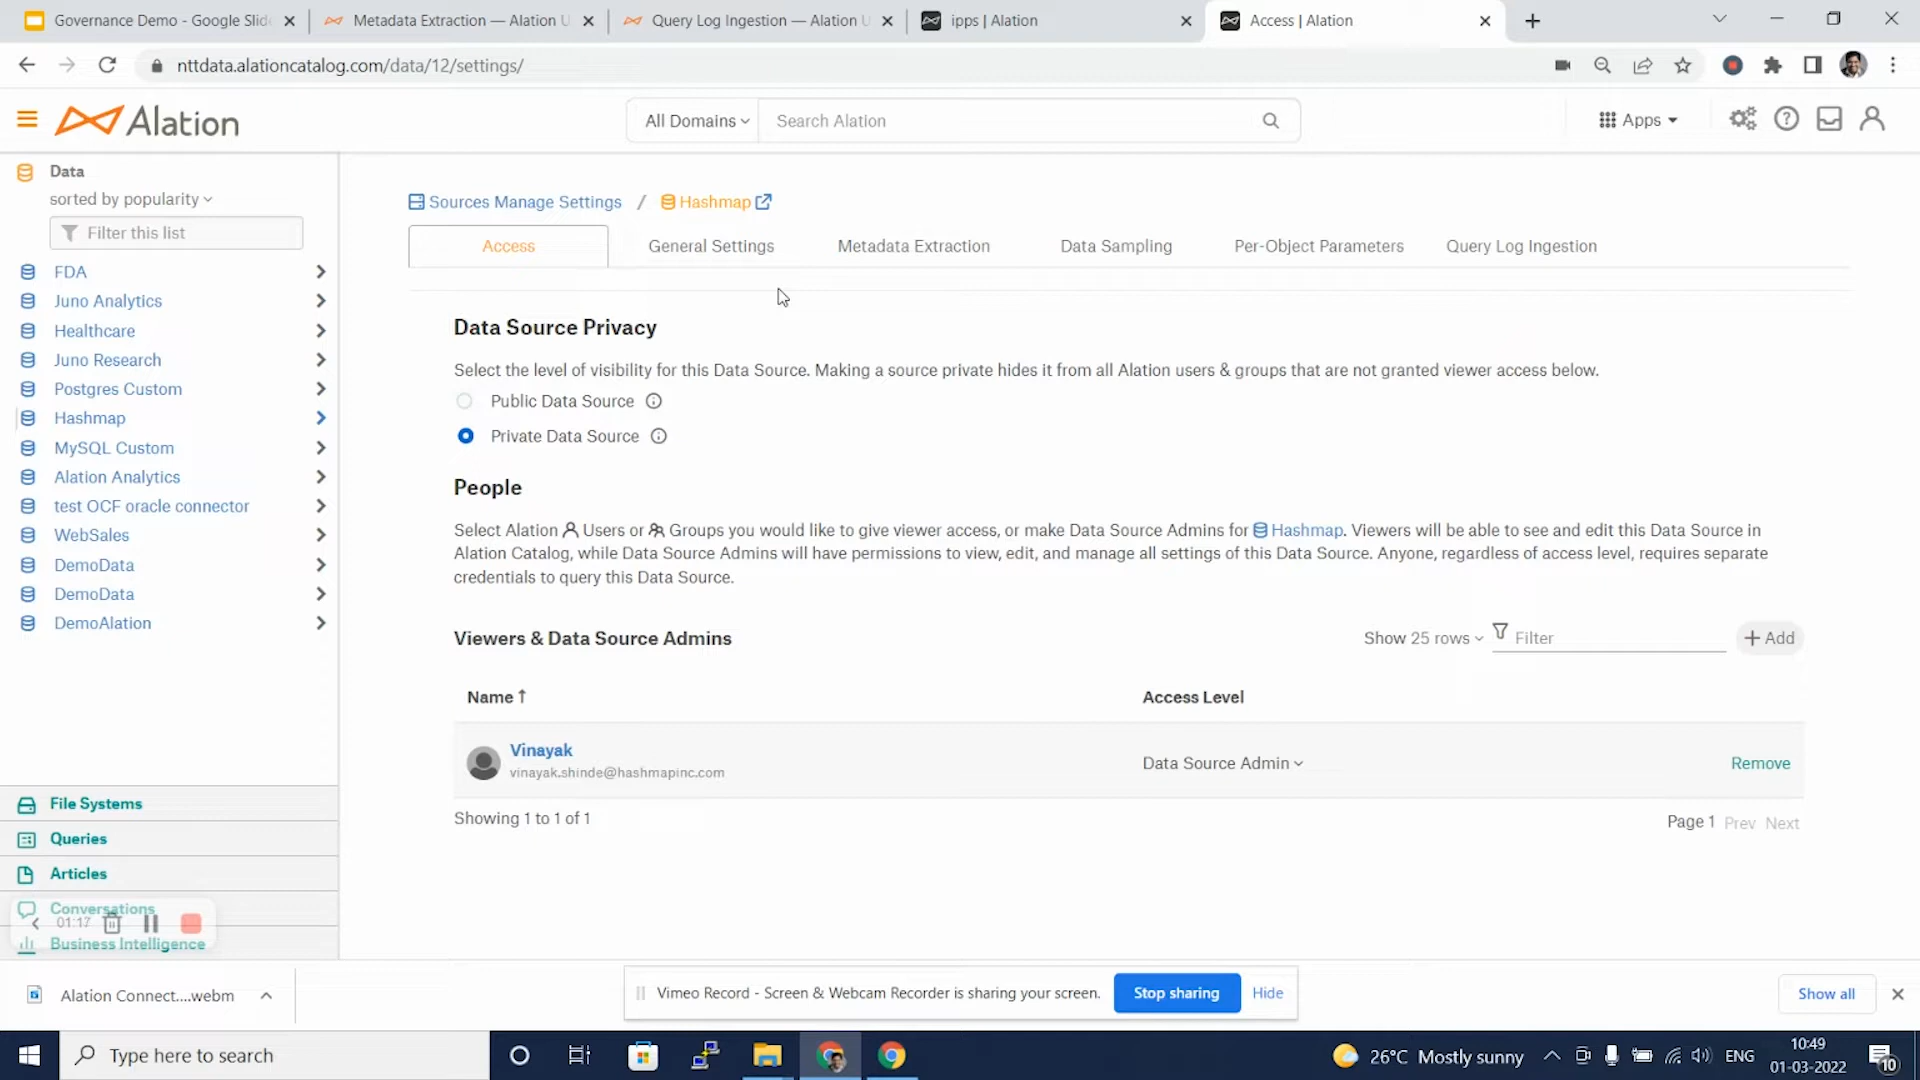 Governance Demo - Google Slide
Metadata Extraction — Alation U
Query Log Ingestion — Alation U
ipps | Alation
Access | Alation
nttdata.alationcatalog.com/data/12/settings/
Alation
All Domains
Search Alation
Apps
Data
sorted by popularity
Filter this list
FDA
Juno Analytics
Healthcare
Juno Research
Postgres Custom
Hashmap
MySQL Custom
Alation Analytics
test OCF oracle connector
WebSales
DemoData
DemoData
DemoAlation
File Systems
Queries
Articles
Conversations
01:17
Business Intelligence
Sources Manage Settings / Hashmap
Access
General Settings
Metadata Extraction
Data Sampling
Per-Object Parameters
Query Log Ingestion
Data Source Privacy
Select the level of visibility for this Data Source. Making a source private hides it from all Alation users & groups that are not granted viewer access below.
Public Data Source
Private Data Source
People
Select Alation Users or Groups you would like to give viewer access, or make Data Source Admins for Hashmap. Viewers will be able to see and edit this Data Source in
Alation Catalog, while Data Source Admins will have permissions to view, edit, and manage all settings of this Data Source. Anyone, regardless of access level, requires separate
credentials to query this Data Source.
Viewers & Data Source Admins
Show 25 rows
Filter
+ Add
Name ↑
Access Level
Vinayak
vinayak.shinde@hashmapinc.com
Data Source Admin
Remove
Showing 1 to 1 of 1
Page 1 Prev Next
Alation Connect....webm
Vimeo Record - Screen & Webcam Recorder is sharing your screen.
Stop sharing
Hide
Show all
Type here to search
26°C Mostly sunny
ENG
10:49
01-03-2022
10